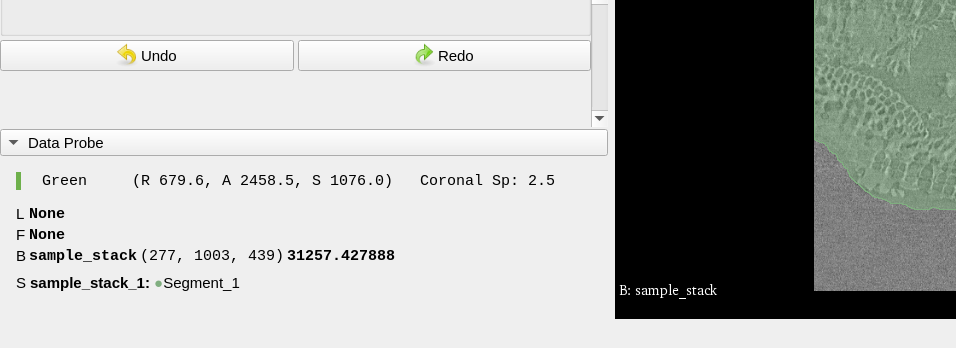 Undo
Redo
Data Probe
Green (R 679.6, A 2458.5, S 1076.0) Coronal Sp: 2.5
L None
F None
B sample_stack (277, 1003, 439) 31257.427888
S sample_stack_1: Segment_1
B: sample_stack